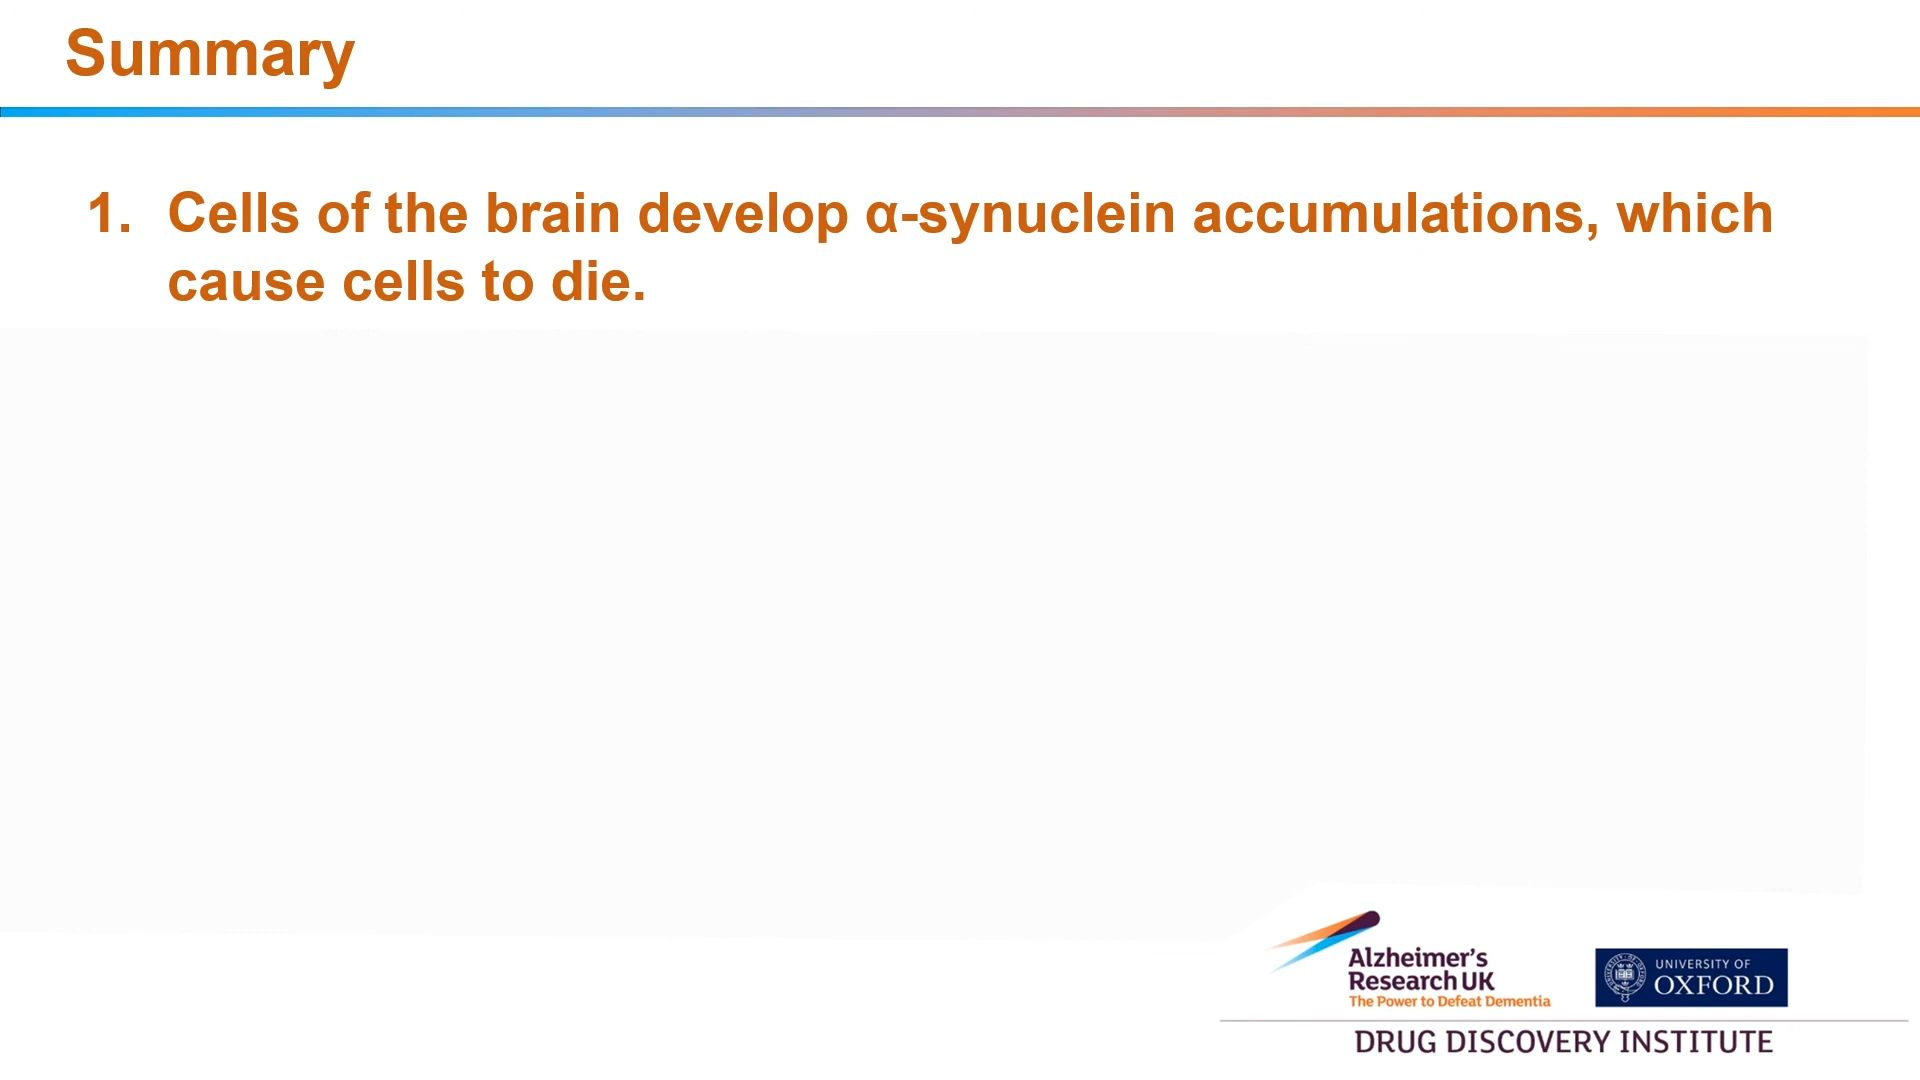 Summary
1. Cells of the brain develop α-synuclein accumulations, which
cause cells to die.
Alzheimer's
Research UK
The Power to Defeat Dementia
UNIVERSITY OF
OXFORD
DRUG DISCOVERY INSTITUTE